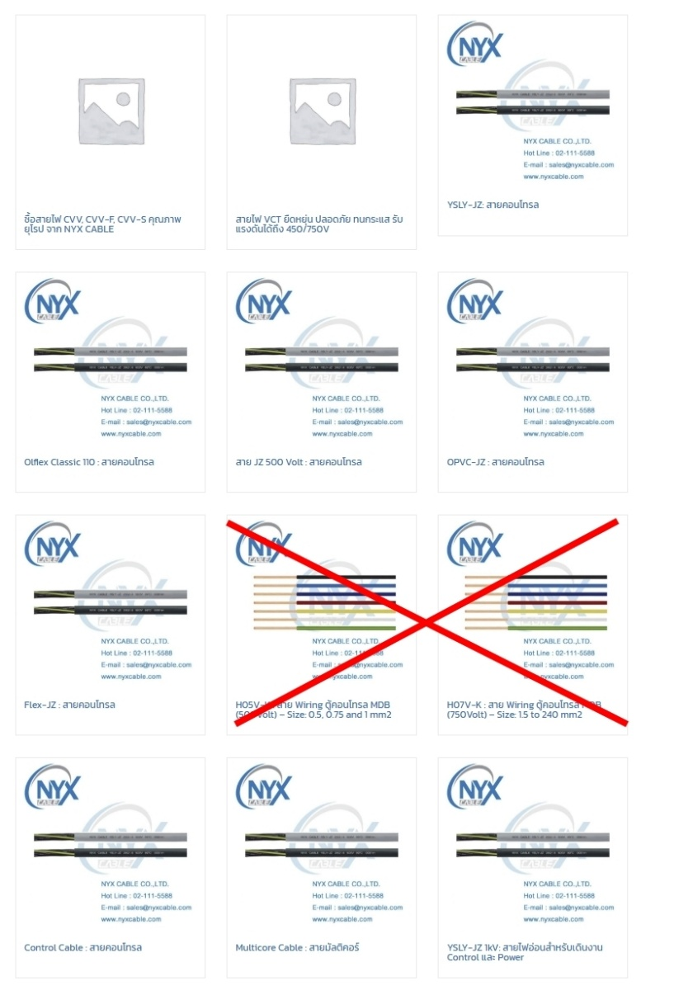 ซื้อสายไฟ CVV, CVV-F, CVV-S คุณภาพ
ยุโรป จาก NYX CABLE
สายไฟ VCT ยืดหยุ่น ปลอดภัย ทนกระแส รับ
แรงดันได้ถึง 450/750V
NYX
CABLE
CABLE
NYX CABLE CO.,LTD.
Hot Line : 02-111-5588
E-mail : sales@nyxcable.com
www.nyxcable.com
YSLY-JZ: สายคอนโทรล
NYX
CABLE
NYX
CABLE
NYX CABLE CO.,LTD.
Hot Line : 02-111-5588
E-mail : sales@nyxcable.com
www.nyxcable.com
Olflex Classic 110 : สายคอนโทรล
NYX
CABLE
NYX
CABLE
NYX CABLE CO.,LTD.
Hot Line : 02-111-5588
E-mail : sales@nyxcable.com
www.nyxcable.com
สาย JZ 500 Volt : สายคอนโทรล
NYX
CABLE
NYX
CABLE
NYX CABLE CO.,LTD.
Hot Line : 02-111-5588
E-mail : sales@nyxcable.com
www.nyxcable.com
OPVC-JZ : สายคอนโทรล
NYX
CABLE
NYX
CABLE
NYX CABLE CO.,LTD.
Hot Line : 02-111-5588
E-mail : sales@nyxcable.com
www.nyxcable.com
Flex-JZ : สายคอนโทรล
NYX
CABLE
NYX CABLE CO.,LTD.
Hot Line : 02-11
E-mail : sales@nyxcable.com
www.nyxcable.com
H05V-K : สาย Wiring ตู้คอนโทรล MDB
(500Volt) – Size: 0.5, 0.75 and 1 mm2
NYX
CABLE
NYX CABLE CO.,LTD.
Hot Line : 02-111-5588
E-mail : sales@nyxcable.com
www.nyxcable.com
H07V-K : สาย Wiring ตู้คอนโทรล MDB
(750Volt) – Size: 1.5 to 240 mm2
NYX
CABLE
NYX
CABLE
NYX CABLE CO.,LTD.
Hot Line : 02-111-5588
E-mail : sales@nyxcable.com
www.nyxcable.com
Control Cable : สายคอนโทรล
NYX
CABLE
NYX
CABLE
NYX CABLE CO.,LTD.
Hot Line : 02-111-5588
E-mail : sales@nyxcable.com
www.nyxcable.com
Multicore Cable : สายมัลติคอร์
NYX
CABLE
NYX
CABLE
NYX CABLE CO.,LTD.
Hot Line : 02-111-5588
E-mail : sales@nyxcable.com
www.nyxcable.com
YSLY-JZ 1kV: สายไฟอ่อนสำหรับเดินงาน
Control และ Power